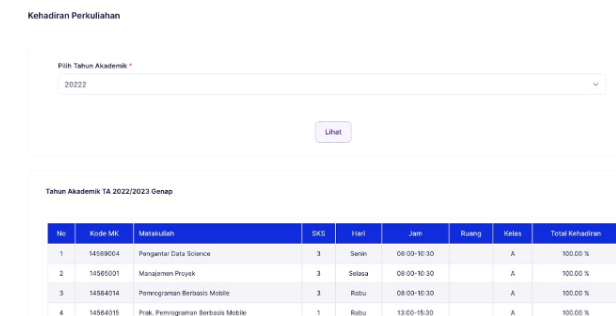 Kehadiran Perkuliahan
Pilih Tahun Akademik *
20222
Lihat
Tahun Akademik TA 2022/2023 Genap
No Kode MK Matakuliah SKS Hari Jam Ruang Kelas Total Kehadiran
1 14569004 Pengantar Data Science 3 Senin 08:00-10:30 A 100.00 %
2 14565001 Manajemen Proyek 3 Selasa 08:00-10:30 A 100.00 %
3 14564014 Pemrograman Berbasis Mobile 3 Rabu 08:00-10:30 A 100.00 %
4 14564015 Prak. Pemrograman Berbasis Mobile 1 Rabu 13:00-15:30 A 100.00 %